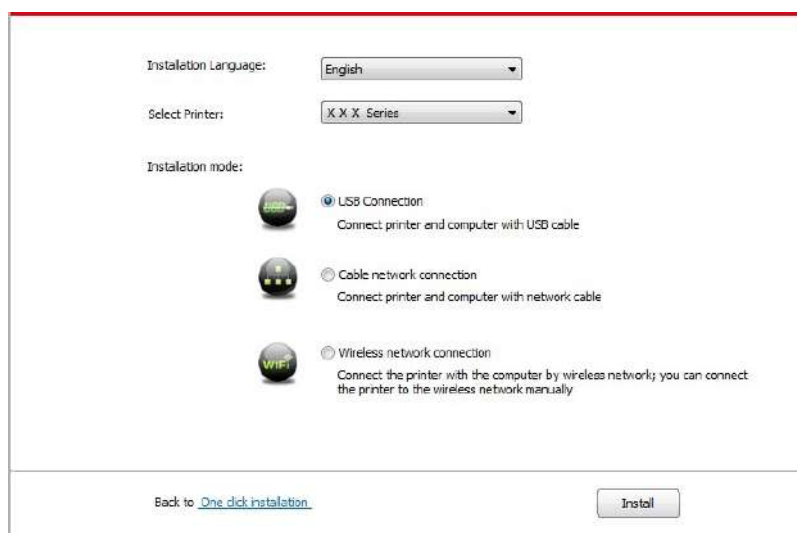 Installation Language:
English
Select Printer:
X X X Series
Installation mode:
USB
USB Connection
Connect printer and computer with USB cable
Cable network connection
Connect printer and computer with network cable
WiFi
Wireless network connection
Connect the printer with the computer by wireless network; you can connect
the printer to the wireless network manually
Back to One click installation
Install